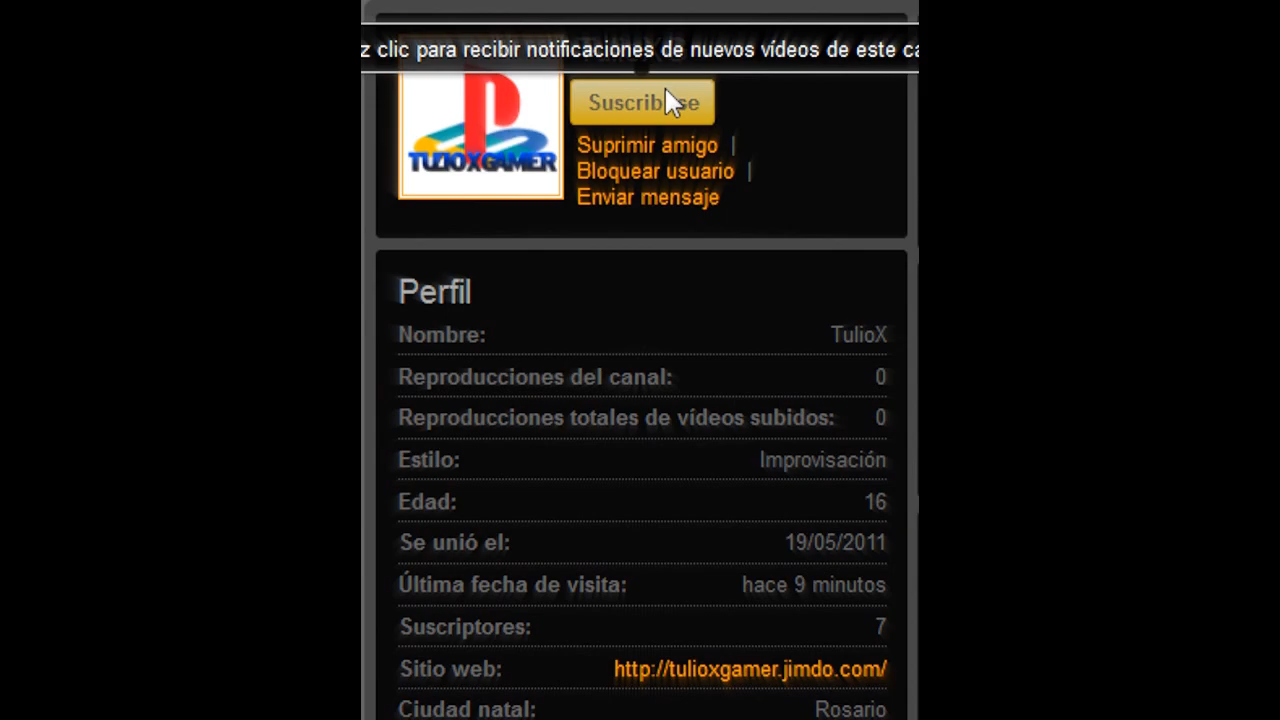 z clic para recibir notificaciones de nuevos vídeos de este ca
TULIOXGAMER
Suscribirse
Suprimir amigo |
Bloquear usuario |
Enviar mensaje
Perfil
Nombre: TulioX
Reproducciones del canal: 0
Reproducciones totales de vídeos subidos: 0
Estilo: Improvisación
Edad: 16
Se unió el: 19/05/2011
Última fecha de visita: hace 9 minutos
Suscriptores: 7
Sitio web: http://tulioxgamer.jimdo.com/
Ciudad natal: Rosario